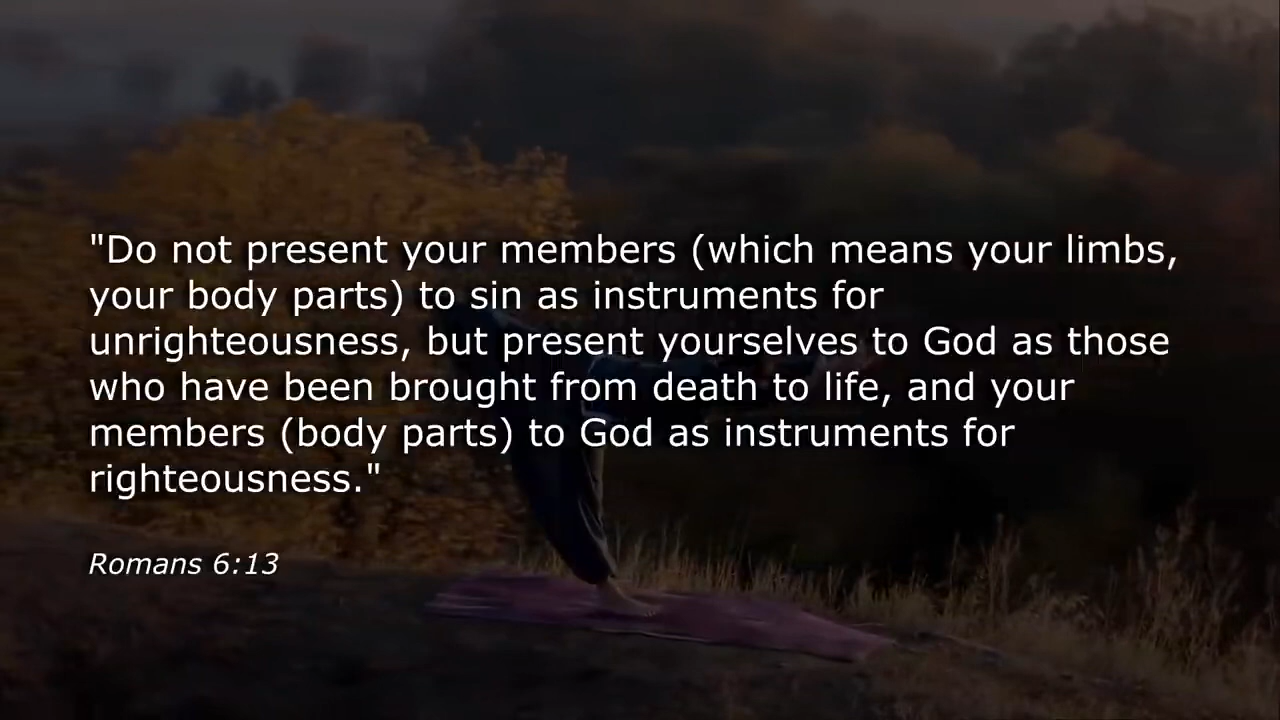 "Do not present your members (which means your limbs,
your body parts) to sin as instruments for
unrighteousness, but present yourselves to God as those
who have been brought from death to life, and your
members (body parts) to God as instruments for
righteousness."
Romans 6:13